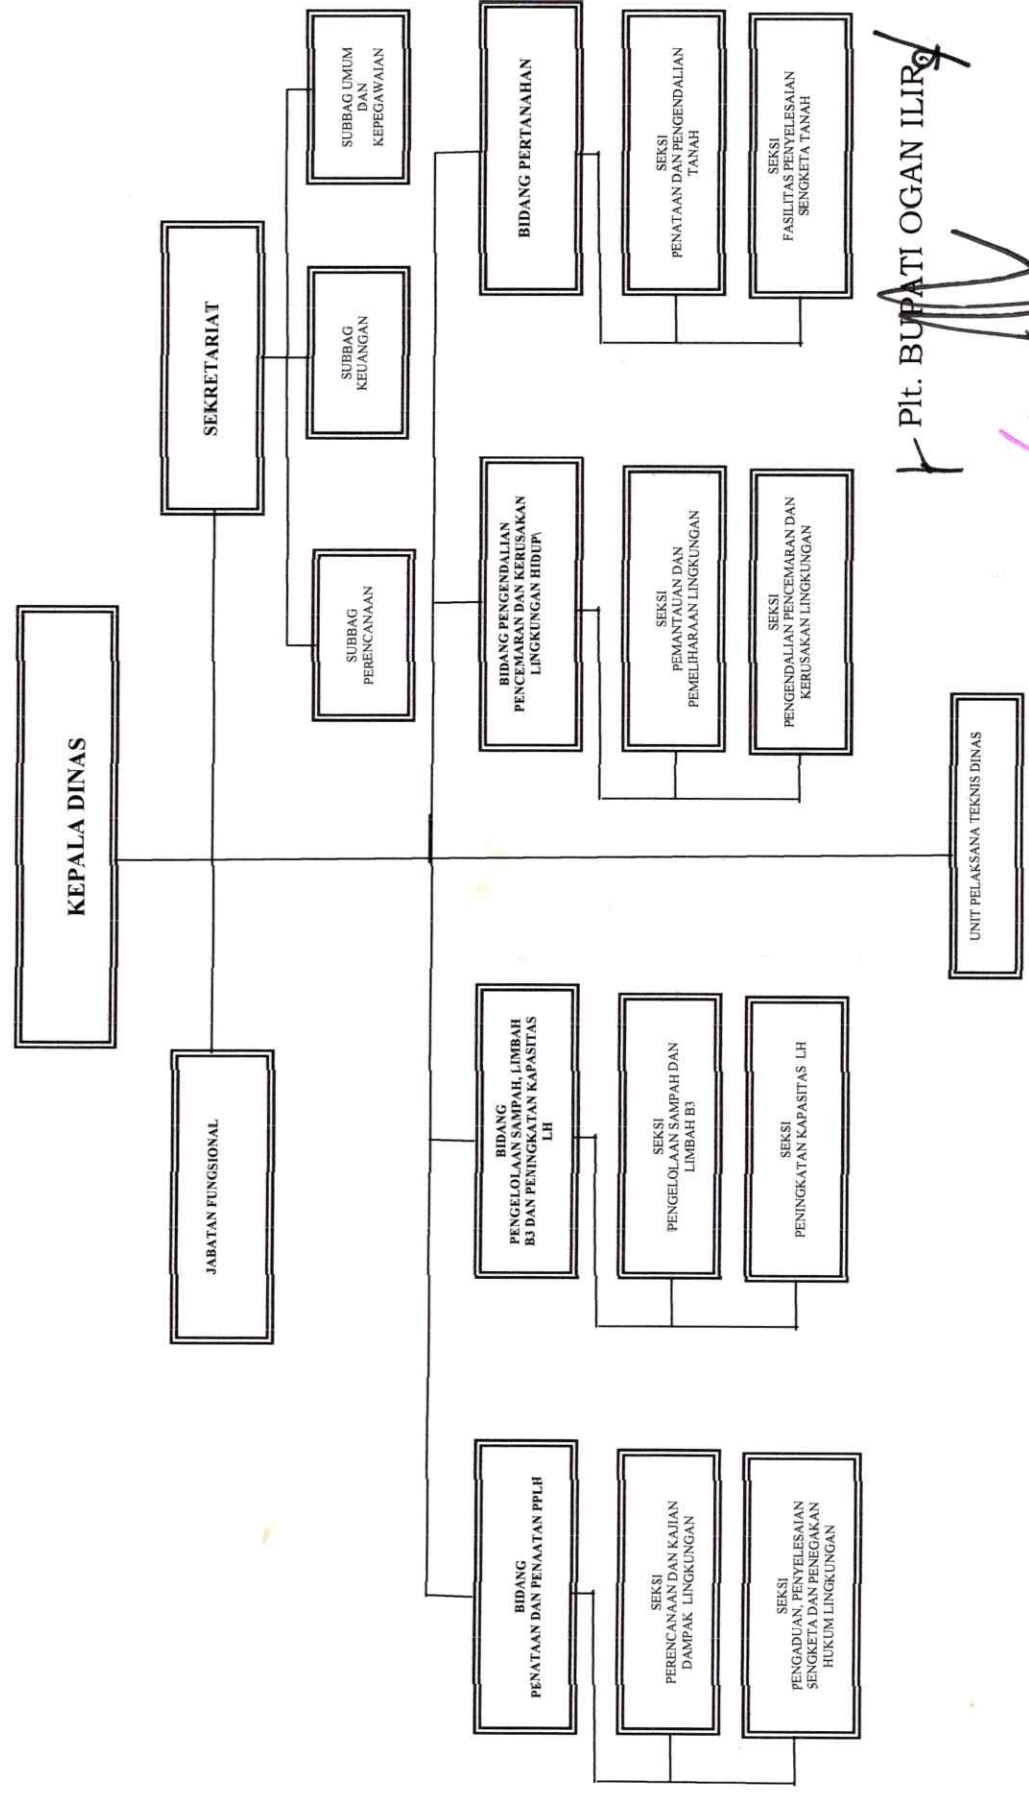 KEPALA DINAS
JABATAN FUNGSIONAL
SEKRETARIAT
SUBBAG
PERENCANAAN
SUBBAG
KEUANGAN
SUBBAG UMUM
DAN
KEPEGAWAIAN
BIDANG
PENATAAN DAN PENAATAN PPLH
BIDANG
PENGELOLAAN SAMPAH, LIMBAH
B3 DAN PENINGKATAN KAPASITAS
LH
BIDANG PENGENDALIAN
PENCEMARAN DAN KERUSAKAN
LINGKUNGAN HIDUP\
BIDANG PERTANAHAN
SEKSI
PERENCANAAN DAN KAJIAN
DAMPAK LINGKUNGAN
SEKSI
PENGELOLAAN SAMPAH DAN
LIMBAH B3
SEKSI
PEMANTAUAN DAN
PEMELIHARAAN LINGKUNGAN
SEKSI
PENATAAN DAN PENGENDALIAN
TANAH
SEKSI
PENGADUAN, PENYELESAIAN
SENGKETA DAN PENEGAKAN
HUKUM LINGKUNGAN
SEKSI
PENINGKATAN KAPASITAS LH
SEKSI
PENGENDALIAN PENCEMARAN DAN
KERUSAKAN LINGKUNGAN
SEKSI
FASILITAS PENYELESAIAN
SENGKETA TANAH
Plt. BUPATI OGAN ILIR
UNIT PELAKSANA TEKNIS DINAS